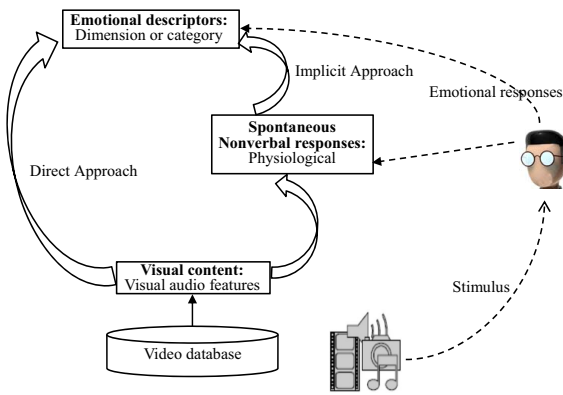 Emotional descriptors:
Dimension or category
Implicit Approach
Emotional responses
Spontaneous
Nonverbal responses:
Physiological
Direct Approach
Visual content:
Visual audio features
Stimulus
Video database